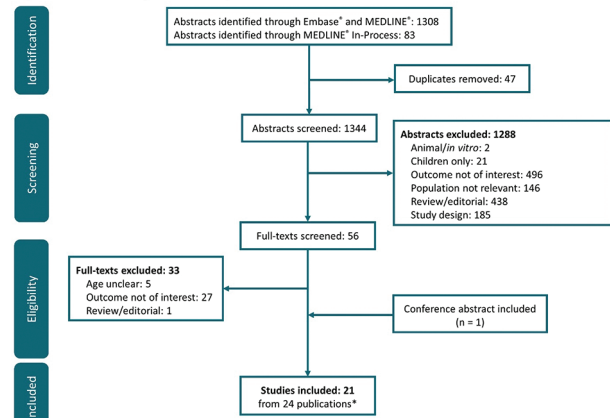 Identification
Abstracts identified through Embase® and MEDLINE®: 1308
Abstracts identified through MEDLINE® In-Process: 83
Duplicates removed: 47
Screening
Abstracts screened: 1344
Abstracts excluded: 1288
Animal/in vitro: 2
Children only: 21
Outcome not of interest: 496
Population not relevant: 146
Review/editorial: 438
Study design: 185
Full-texts screened: 56
Eligibility
Full-texts excluded: 33
Age unclear: 5
Outcome not of interest: 27
Review/editorial: 1
Conference abstract included
(n = 1)
Included
Studies included: 21
from 24 publications*